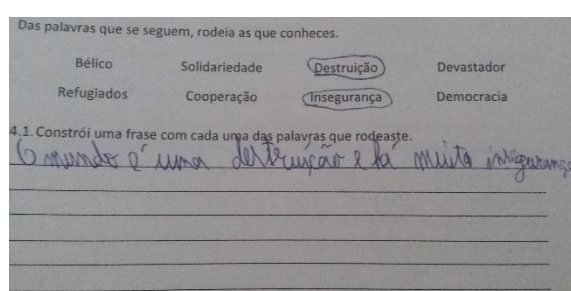 Das palavras que se seguem, rodeia as que conheces.
Bélico Solidariedade Destruição Devastador
Refugiados Cooperação Insegurança Democracia
4.1. Constrói uma frase com cada uma das palavras que rodeaste.
O mundo é uma destruição e há muita insegurança